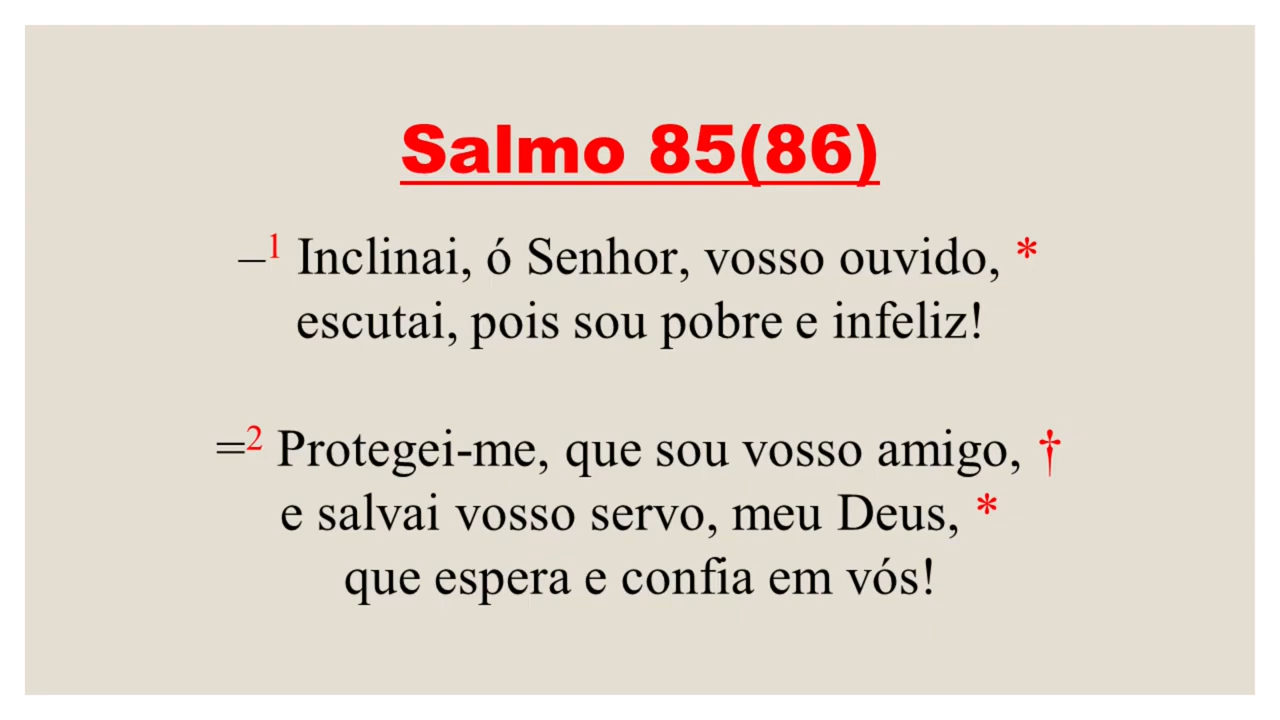 Salmo 85(86)
–1 Inclinai, ó Senhor, vosso ouvido, *
escutai, pois sou pobre e infeliz!
=2 Protegei-me, que sou vosso amigo, †
e salvai vosso servo, meu Deus, *
que espera e confia em vós!